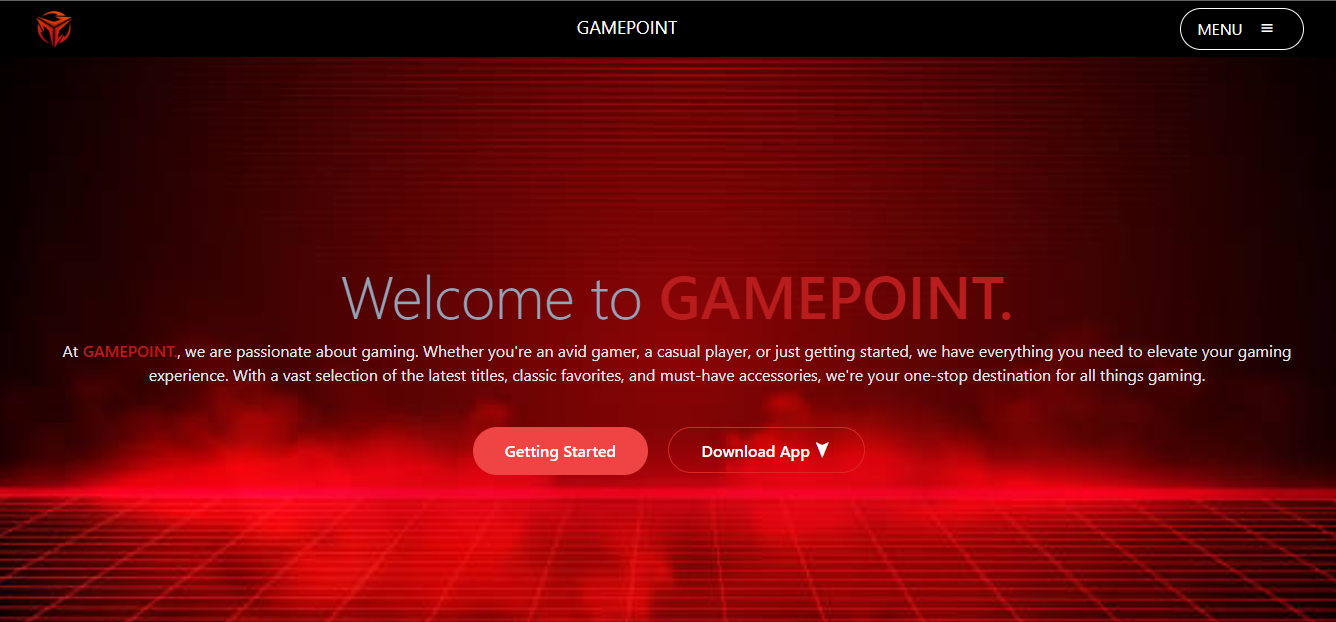 GAMEPOINT
MENU ≡
Welcome to GAMEPOINT.
At GAMEPOINT., we are passionate about gaming. Whether you're an avid gamer, a casual player, or just getting started, we have everything you need to elevate your gaming
experience. With a vast selection of the latest titles, classic favorites, and must-have accessories, we're your one-stop destination for all things gaming.
Getting Started
Download App